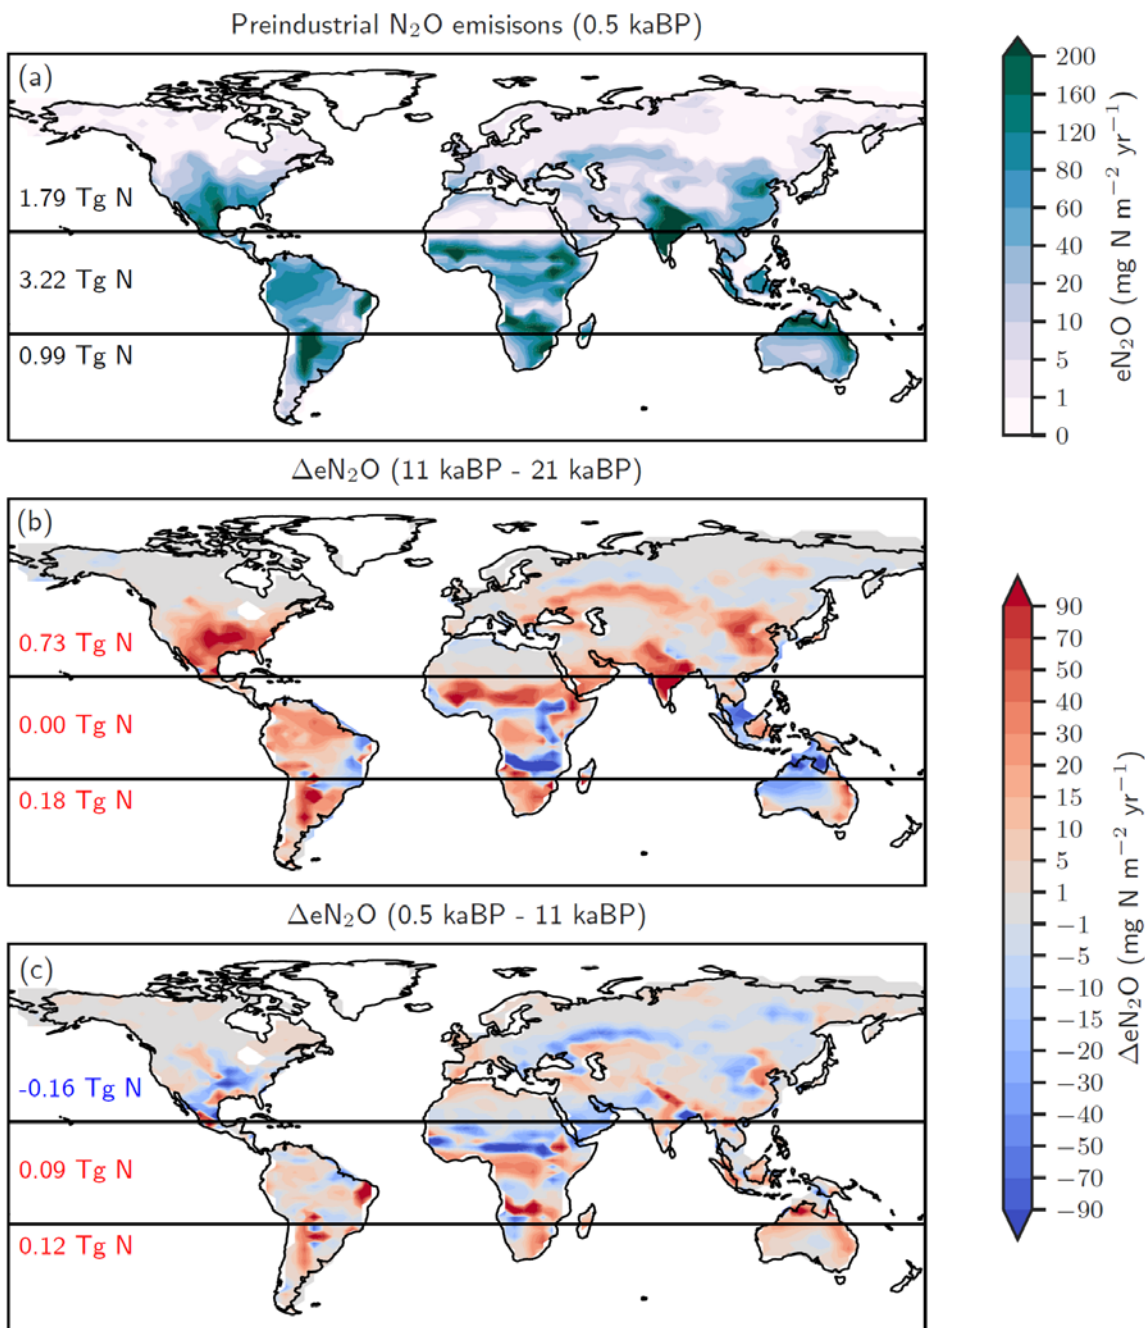 Preindustrial N₂O emisisons (0.5 kaBP)
(a)
1.79 Tg N
3.22 Tg N
0.99 Tg N
200
160
120
80
60
40
20
10
5
1
0
eN₂O (mg N m⁻² yr⁻¹)
ΔeN₂O (11 kaBP - 21 kaBP)
(b)
0.73 Tg N
0.00 Tg N
0.18 Tg N
ΔeN₂O (0.5 kaBP - 11 kaBP)
(c)
-0.16 Tg N
0.09 Tg N
0.12 Tg N
90
70
50
40
30
20
15
10
5
1
−1
−5
−10
−15
−20
−30
−40
−50
−70
−90
ΔeN₂O (mg N m⁻² yr⁻¹)